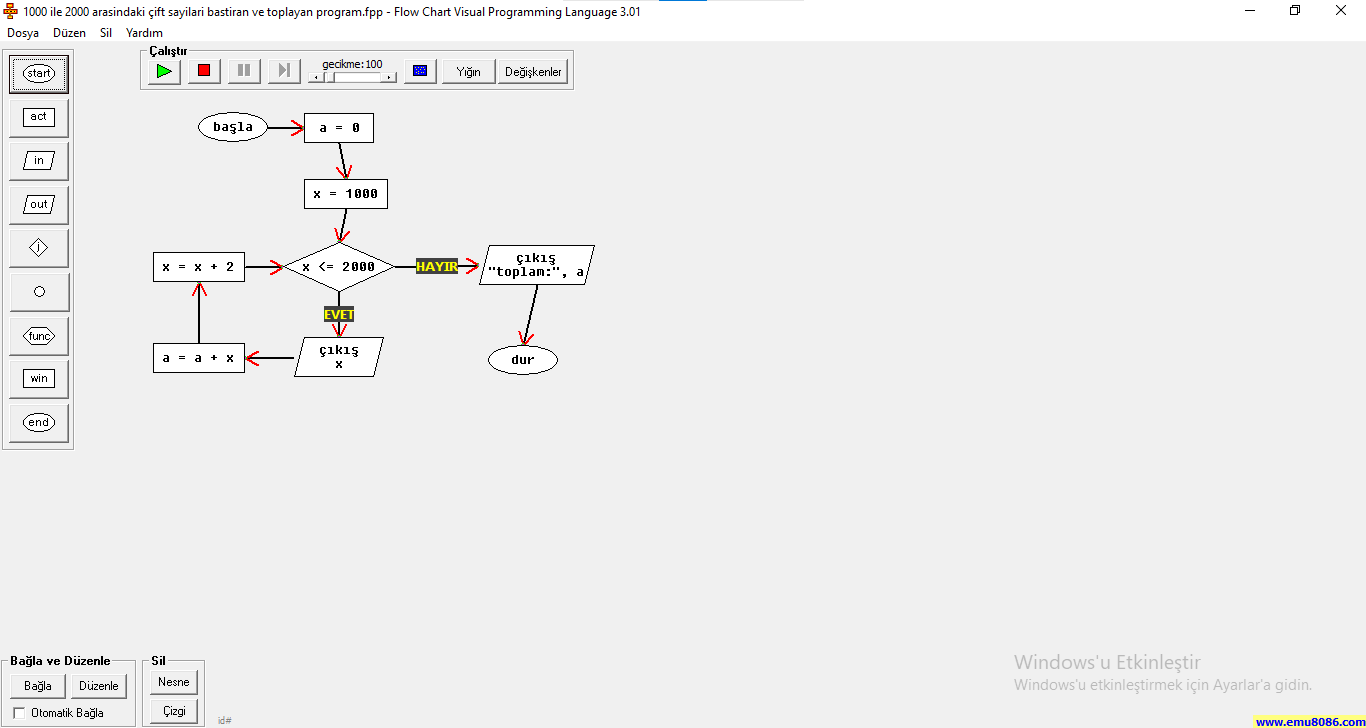 1000 ile 2000 arasindaki çift sayilari bastiran ve toplayan program.fpp - Flow Chart Visual Programming Language 3.01
Dosya Düzen Sil Yardım
Çalıştır
gecikme:100
Yığın
Değişkenler
start
act
in
out
j
func
win
end
başla
a = 0
x = 1000
x = x + 2
x <= 2000
HAYIR
çıkış
"toplam:", a
EVET
a = a + x
çıkış
x
dur
Bağla ve Düzenle
Bağla
Düzenle
Otomatik Bağla
Sil
Nesne
Çizgi
id#
Windows'u Etkinleştir
Windows'u etkinleştirmek için Ayarlar'a gidin.
www.emu8086.com